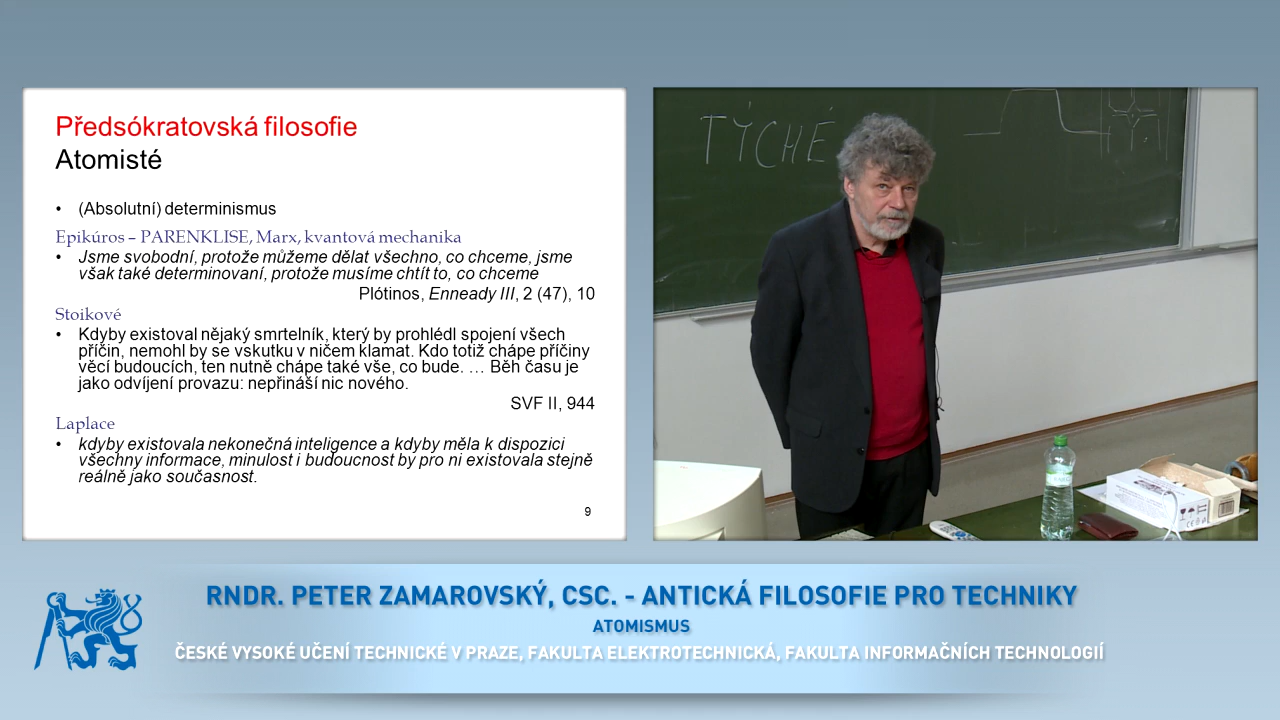 Předsókratovská filosofie
Atomisté
• (Absolutní) determinismus
Epikúros – PARENKLISE, Marx, kvantová mechanika
• Jsme svobodní, protože můžeme dělat všechno, co chceme, jsme
však také determinovaní, protože musíme chtít to, co chceme
Plótinos, Enneady III, 2 (47), 10
Stoikové
• Kdyby existoval nějaký smrtelník, který by prohlédl spojení všech
příčin, nemohl by se vskutku v ničem klamat. Kdo totiž chápe příčiny
věcí budoucích, ten nutně chápe také vše, co bude. … Běh času je
jako odvíjení provazu: nepřináší nic nového.
SVF II, 944
Laplace
• kdyby existovala nekonečná inteligence a kdyby měla k dispozici
všechny informace, minulost i budoucnost by pro ni existovala stejně
reálně jako současnost.
9
TÝCHÉ
RNDR. PETER ZAMAROVSKÝ, CSC. - ANTICKÁ FILOSOFIE PRO TECHNIKY
ATOMISMUS
ČESKÉ VYSOKÉ UČENÍ TECHNICKÉ V PRAZE, FAKULTA ELEKTROTECHNICKÁ, FAKULTA INFORMAČNÍCH TECHNOLOGIÍ